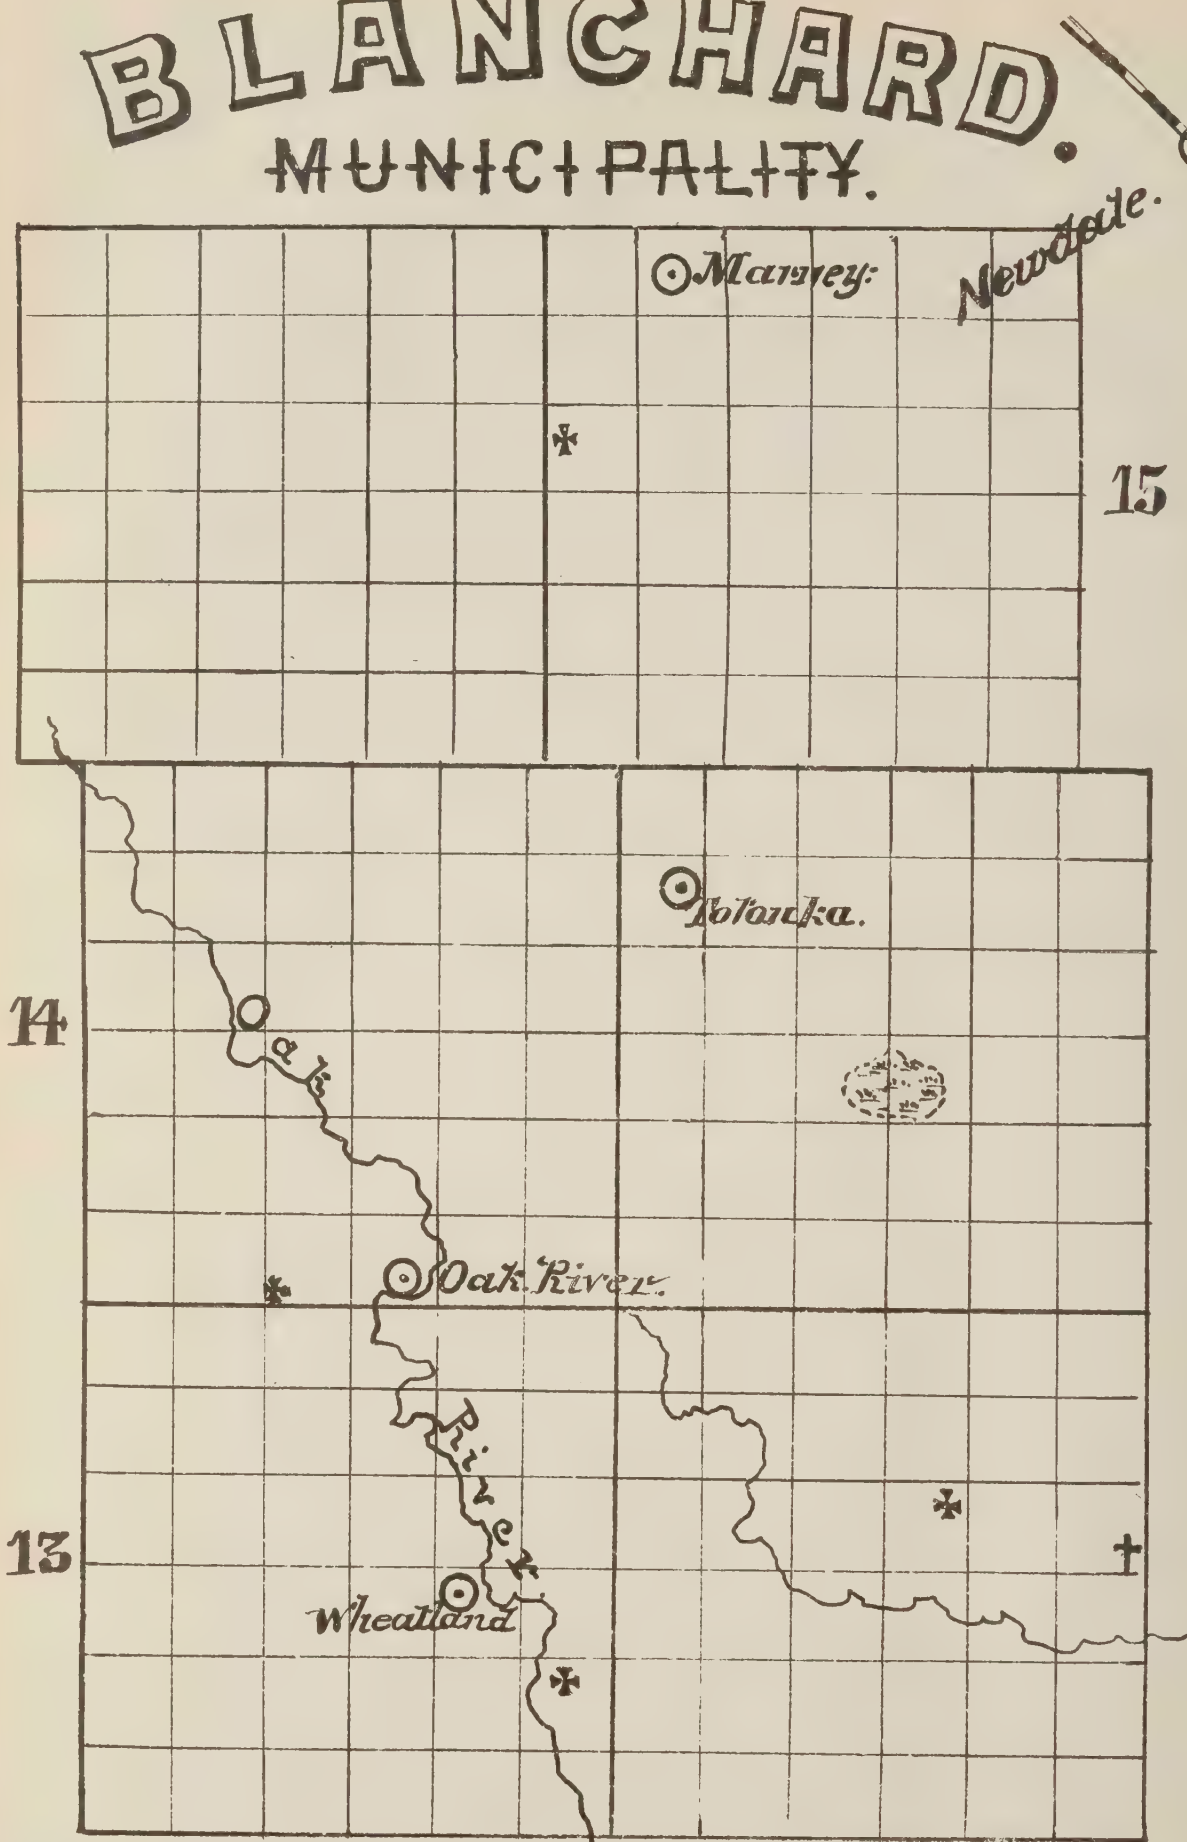 BLANCHARD.
MUNICIPALITY.
Newdale.
Marney:
15
Totonka.
14
Oak
Oak River.
River
13
Wheatland